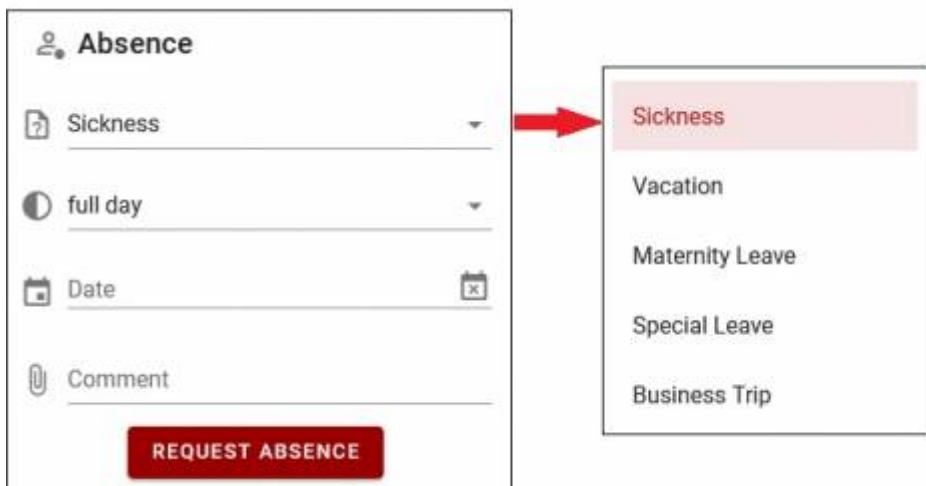 Absence
Sickness
full day
Date
Comment
REQUEST ABSENCE
Sickness
Vacation
Maternity Leave
Special Leave
Business Trip